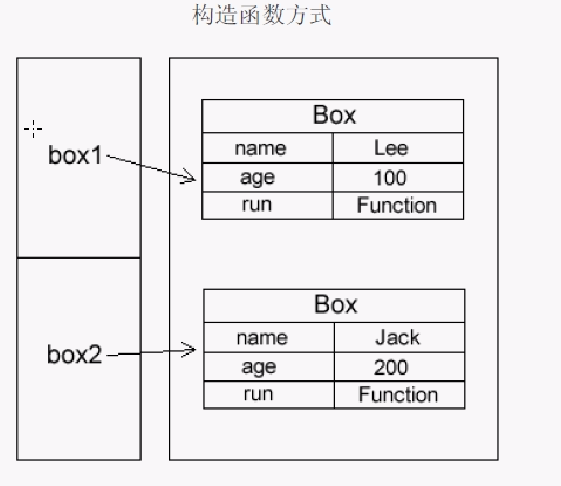 构造函数方式
box1
Box
name Lee
age 100
run Function
box2
Box
name Jack
age 200
run Function